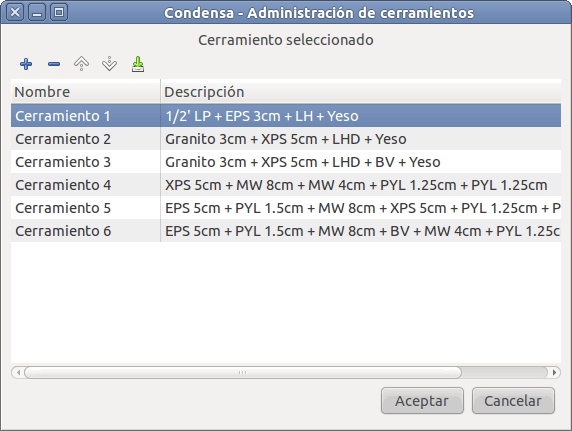 Condensa - Administración de cerramientos
Cerramiento seleccionado
Nombre Descripción
Cerramiento 1 1/2' LP + EPS 3cm + LH + Yeso
Cerramiento 2 Granito 3cm + XPS 5cm + LHD + Yeso
Cerramiento 3 Granito 3cm + XPS 5cm + LHD + BV + Yeso
Cerramiento 4 XPS 5cm + MW 8cm + MW 4cm + PYL 1.25cm + PYL 1.25cm
Cerramiento 5 EPS 5cm + PYL 1.5cm + MW 8cm + XPS 5cm + PYL 1.25cm + P
Cerramiento 6 EPS 5cm + PYL 1.5cm + MW 8cm + BV + MW 4cm + PYL 1.25c
Aceptar Cancelar